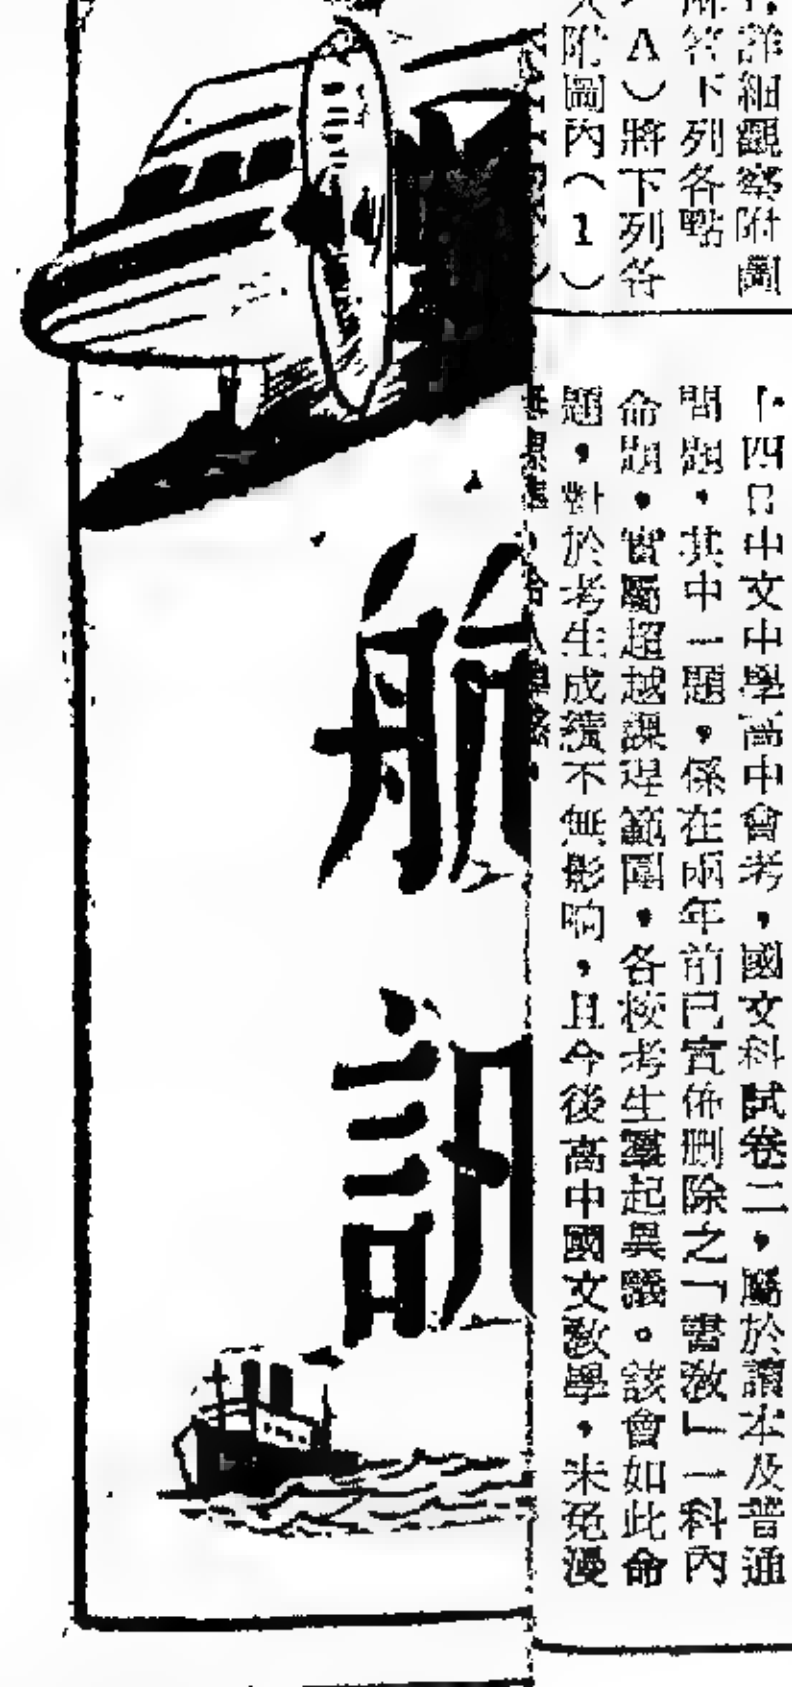 詳細觀察附圖
解答下列各點
A）將下列各
附圖內（1）
四日中文中學高中會考，國文科試卷二，屬於讀本及普通
問題，其中一題，係在兩年前已宣佈刪除之「書敎」一科內
命題，實屬超越課程範圍，各校考生羣起異議。該會如此命
題，對於考生成績不無影响，且今後高中國文敎學，未免漫
航訊